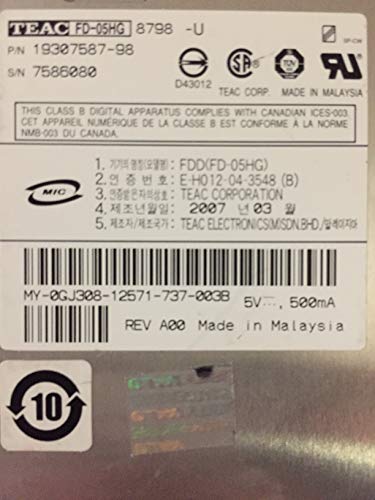 TEAC FD-05HG 8798 -U
P/N 19307587-98
S/N 7586080
D43012
TEAC CORP. MADE IN MALAYSIA
THIS CLASS B DIGITAL APPARATUS COMPLIES WITH CANADIAN ICES-003.
CET APPAREIL NUMÉRIQUE DE LA CLASSE B EST CONFORME À LA NORME
NMB-003 DU CANADA.
MIC
1. 기기의 명칭(모델명): FDD(FD-05HG)
2. 인 증 번 호: E-H012-04-3548 (B)
3. 인증받은자의상호: TEAC CORPORATION
4. 제조년월일: 2007 年 03 월
5. 제조자/제조국가: TEAC ELECTRONICS(M)SDN.BHD./말레이지아
MY-0GJ308-12571-737-003B 5V⎓, 500mA
REV A00 Made in Malaysia
10